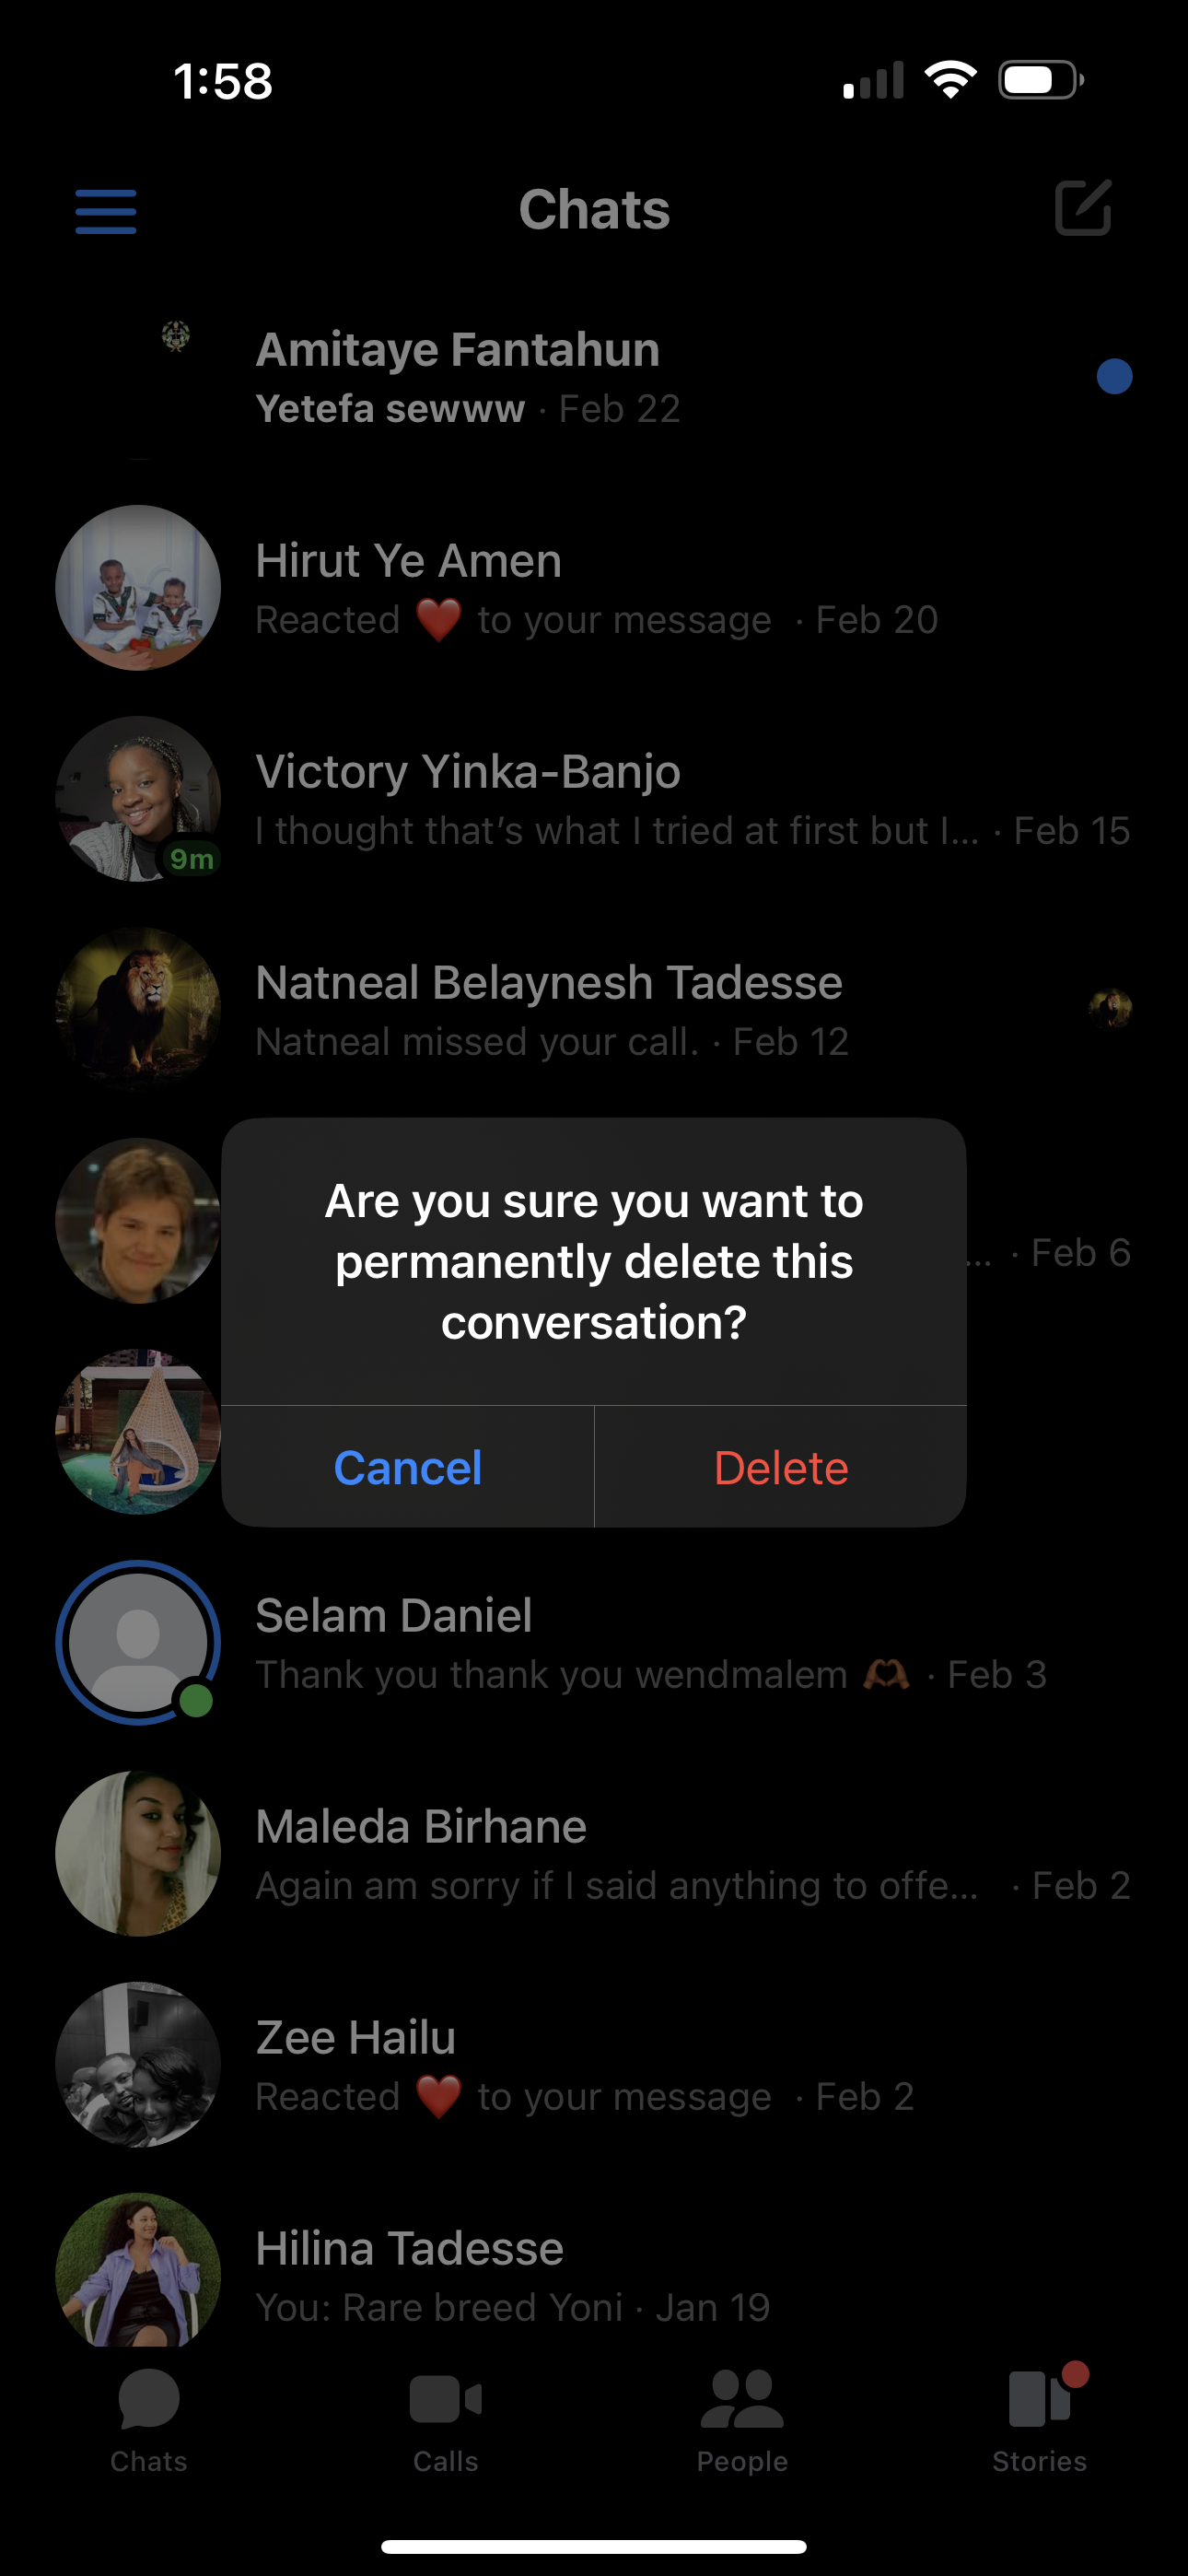 1:58
Chats
Amitaye Fantahun
Yetefa sewww · Feb 22
Hirut Ye Amen
Reacted ❤️ to your message · Feb 20
Victory Yinka-Banjo
I thought that’s what I tried at first but I... · Feb 15
9m
Natneal Belaynesh Tadesse
Natneal missed your call. · Feb 12
... · Feb 6
Are you sure you want to
permanently delete this
conversation?
Cancel
Delete
Selam Daniel
Thank you thank you wendmalem 🫶🏾 · Feb 3
Maleda Birhane
Again am sorry if I said anything to offe... · Feb 2
Zee Hailu
Reacted ❤️ to your message · Feb 2
Hilina Tadesse
You: Rare breed Yoni · Jan 19
Chats
Calls
People
Stories